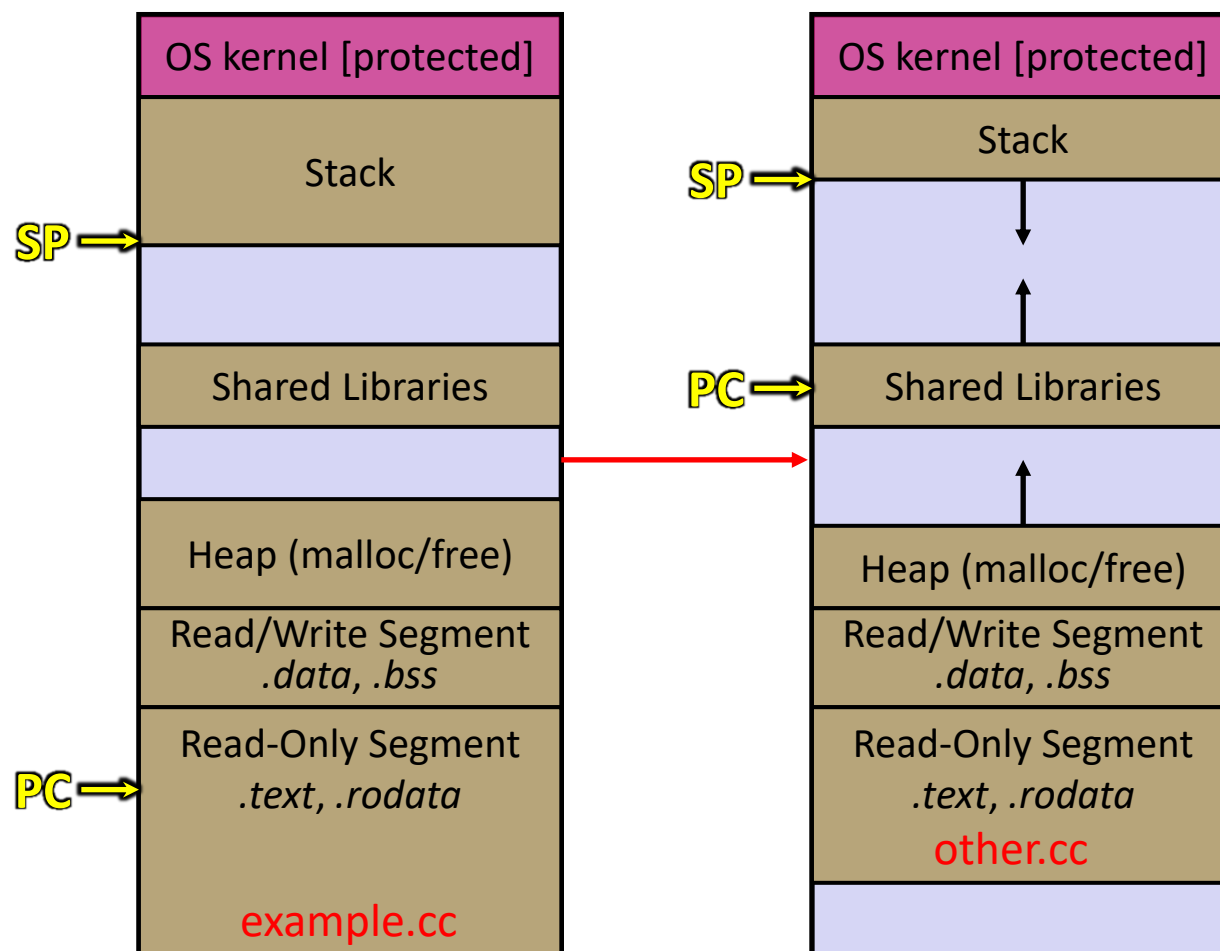 OS kernel [protected]
Stack
SP
Shared Libraries
Heap (malloc/free)
Read/Write Segment
.data, .bss
Read-Only Segment
PC
.text, .rodata
example.cc
OS kernel [protected]
Stack
SP
PC
Shared Libraries
Heap (malloc/free)
Read/Write Segment
.data, .bss
Read-Only Segment
.text, .rodata
other.cc